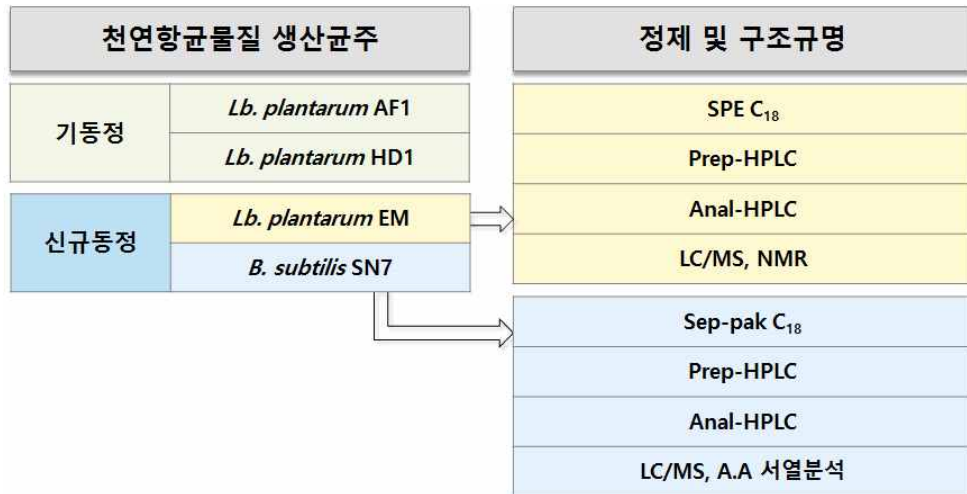 천연항균물질 생산균주
기동정
Lb. plantarum AF1
Lb. plantarum HD1
신규동정
Lb. plantarum EM
B. subtilis SN7
정제 및 구조규명
SPE C₁₈
Prep-HPLC
Anal-HPLC
LC/MS, NMR
Sep-pak C₁₈
Prep-HPLC
Anal-HPLC
LC/MS, A.A 서열분석